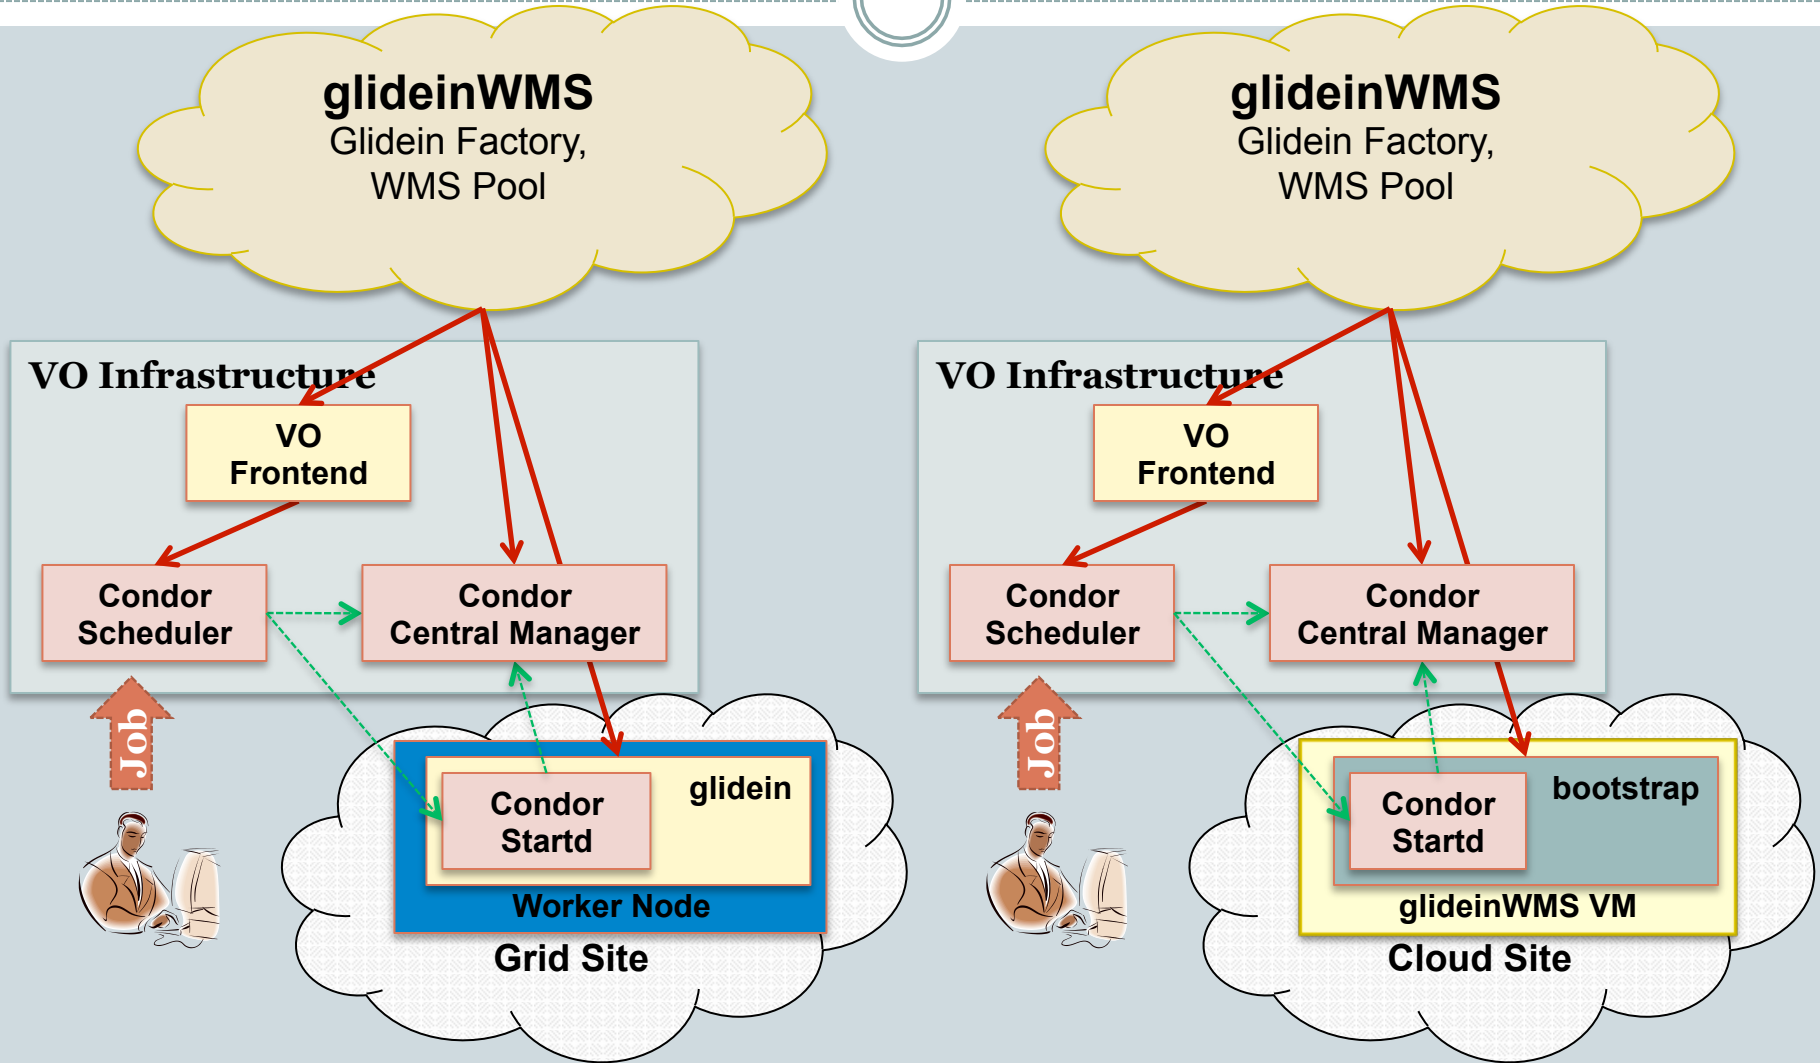 glideinWMS
Glidein Factory,
WMS Pool
VO Infrastructure
VO
Frontend
Condor
Scheduler
Condor
Central Manager
Job
Condor
Startd
glidein
Worker Node
Grid Site
glideinWMS
Glidein Factory,
WMS Pool
VO Infrastructure
VO
Frontend
Condor
Scheduler
Condor
Central Manager
Job
Condor
Startd
bootstrap
glideinWMS VM
Cloud Site